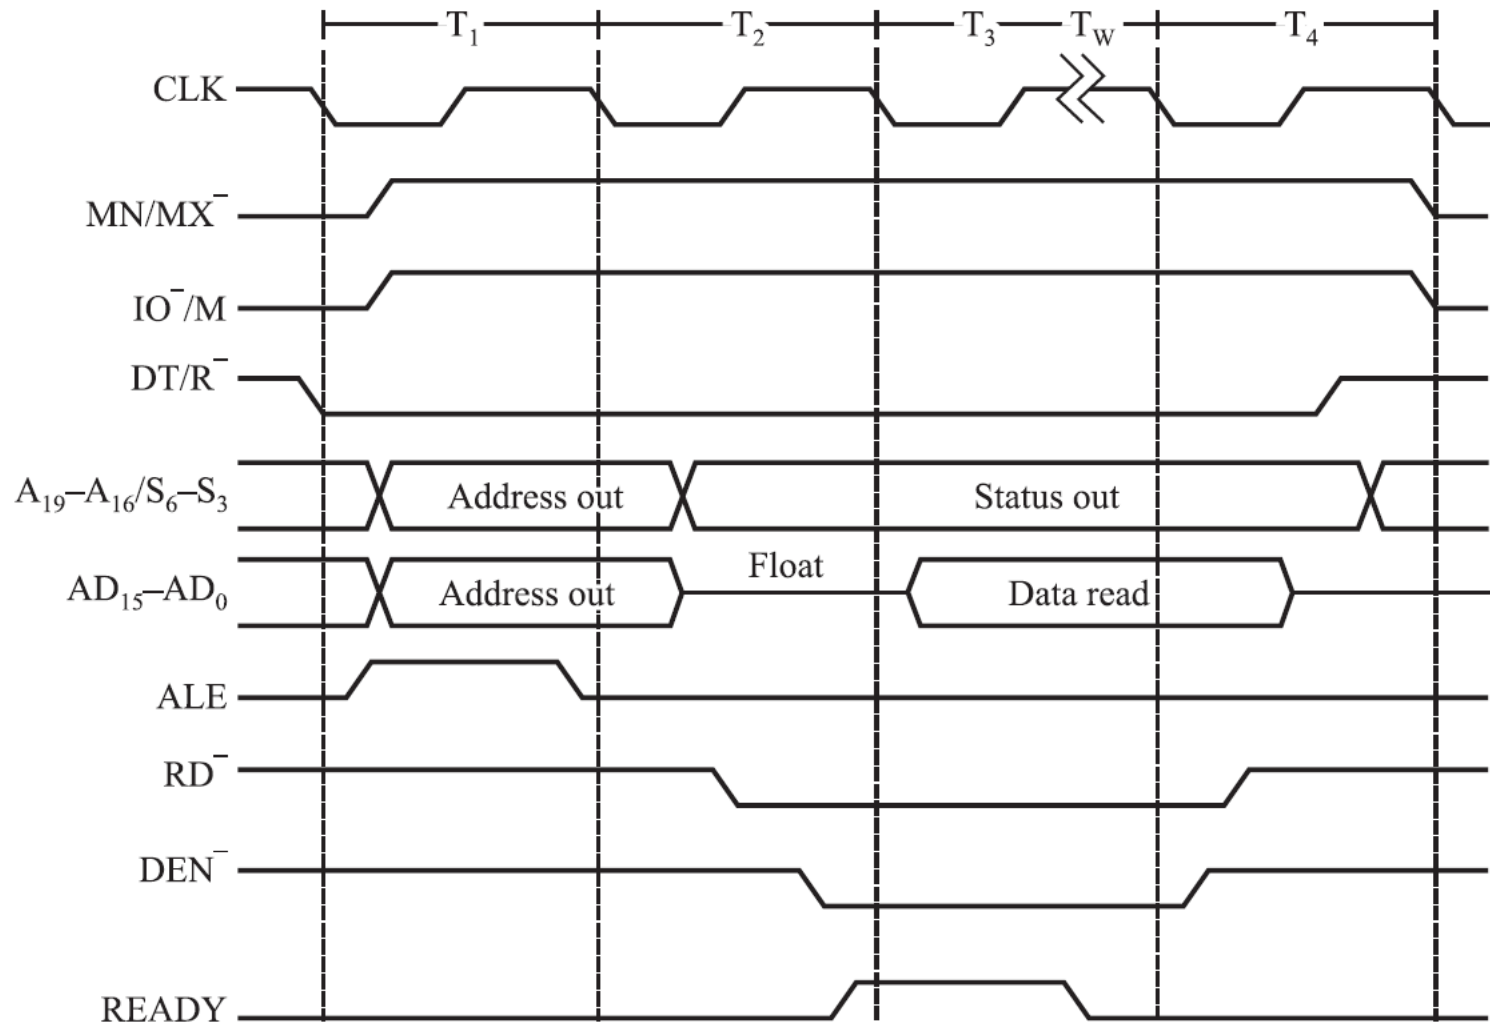 T₁ T₂ T₃ T_W T₄
CLK
MN/MX‾
IO‾/M
DT/R‾
A₁₉–A₁₆/S₆–S₃ Address out Status out
Float
AD₁₅–AD₀ Address out Data read
ALE
RD‾
DEN‾
READY